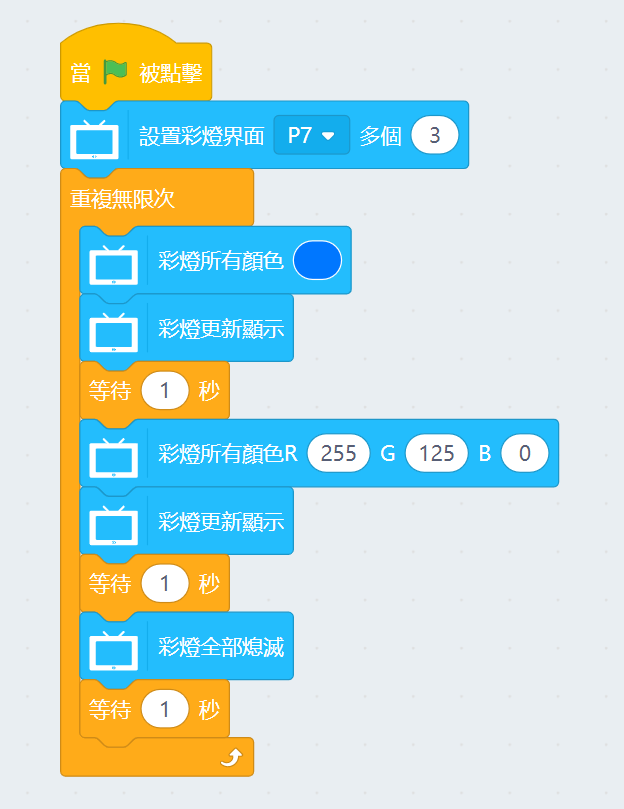 當 被點擊
設置彩燈界面 P7 多個 3
重複無限次
彩燈所有顏色
彩燈更新顯示
等待 1 秒
彩燈所有顏色R 255 G 125 B 0
彩燈更新顯示
等待 1 秒
彩燈全部熄滅
等待 1 秒